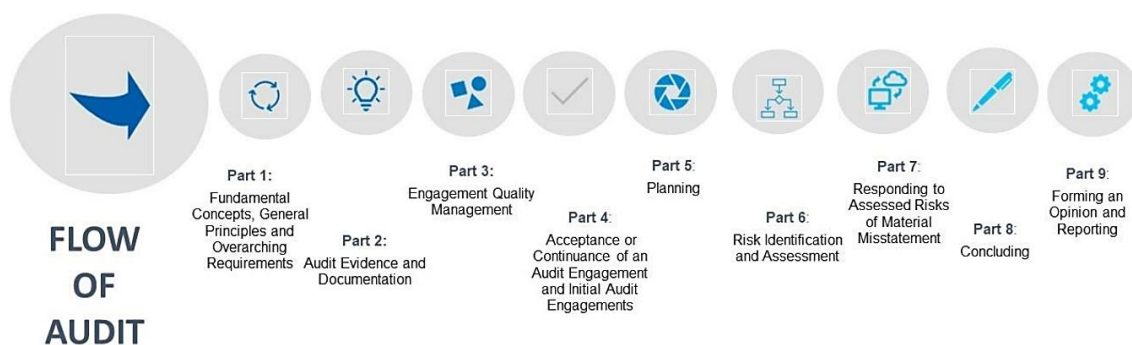 FLOW
OF
AUDIT
Part 1:
Fundamental
Concepts, General
Principles and
Overarching
Requirements
Part 2:
Audit Evidence and
Documentation
Part 3:
Engagement Quality
Management
Part 4:
Acceptance or
Continuance of an
Audit Engagement
and Initial Audit
Engagements
Part 5:
Planning
Part 6:
Risk Identification
and Assessment
Part 7:
Responding to
Assessed Risks
of Material
Misstatement
Part 8:
Concluding
Part 9:
Forming an
Opinion and
Reporting